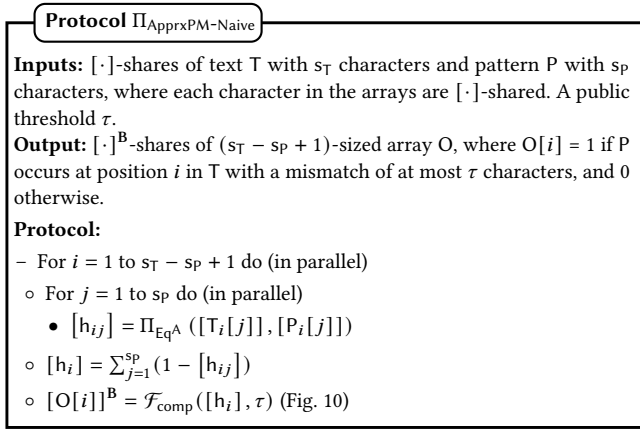 Protocol Π_ApprxPM-Naive
Inputs: [·]-shares of text T with s_T characters and pattern P with s_P
characters, where each character in the arrays are [·]-shared. A public
threshold τ.
Output: [·]^B-shares of (s_T − s_P + 1)-sized array O, where O[i] = 1 if P
occurs at position i in T with a mismatch of at most τ characters, and 0
otherwise.
Protocol:
– For i = 1 to s_T − s_P + 1 do (in parallel)
◦ For j = 1 to s_P do (in parallel)
• [h_ij] = Π_Eq^A ([T_i[j]], [P_i[j]])
◦ [h_i] = ∑_{j=1}^{s_P} (1 − [h_ij])
◦ [O[i]]^B = ℱ_comp([h_i], τ) (Fig. 10)